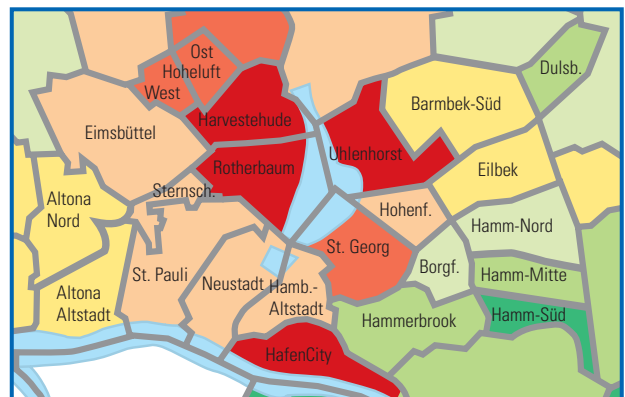 Ost
Hoheluft
West
Dulsb.
Harvestehude
Barmbek-Süd
Eimsbüttel
Uhlenhorst
Rotherbaum
Eilbek
Sternsch.
Altona
Nord
Hohenf.
Hamm-Nord
St. Georg
Borgf.
Hamm-Mitte
St. Pauli
Neustadt
Hamb.-
Altstadt
Altona
Altstadt
Hammerbrook
Hamm-Süd
HafenCity